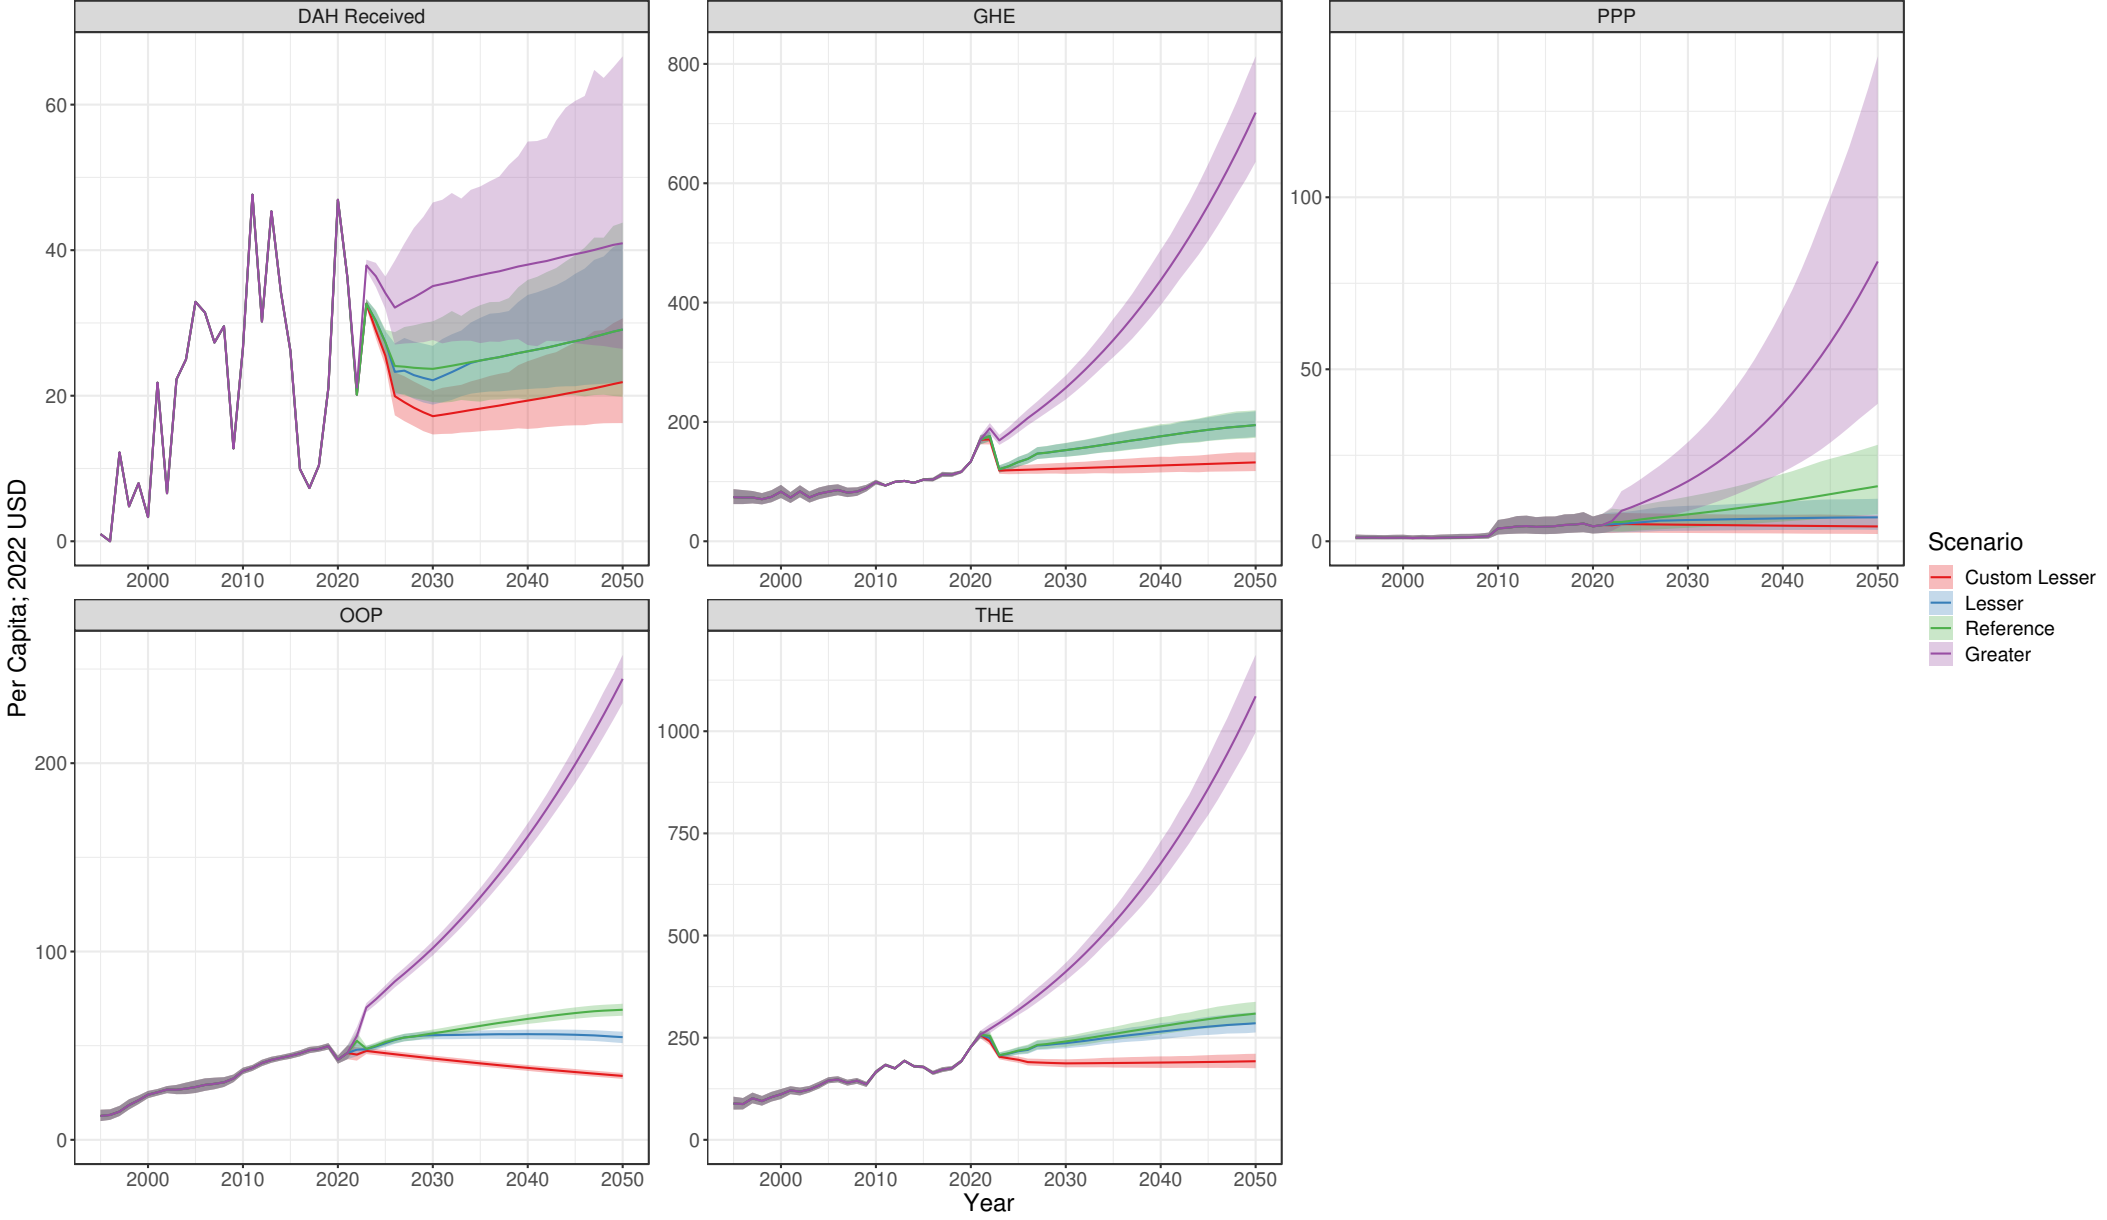 DAH Received
GHE
PPP
60
40
20
0
800
600
400
200
0
100
50
0
2000 2010 2020 2030 2040 2050
2000 2010 2020 2030 2040 2050
2000 2010 2020 2030 2040 2050
Per Capita; 2022 USD
OOP
THE
200
100
0
1000
750
500
250
0
2000 2010 2020 2030 2040 2050
2000 2010 2020 2030 2040 2050
Year
Scenario
Custom Lesser
Lesser
Reference
Greater